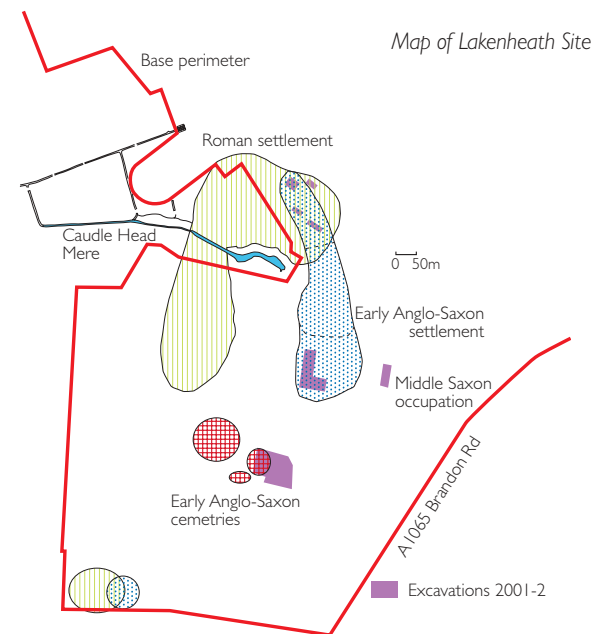 Map of Lakenheath Site
Base perimeter
Roman settlement
Caudle Head
Mere
0 50m
Early Anglo-Saxon
settlement
Middle Saxon
occupation
A1065 Brandon Rd
Early Anglo-Saxon
cemetries
Excavations 2001-2